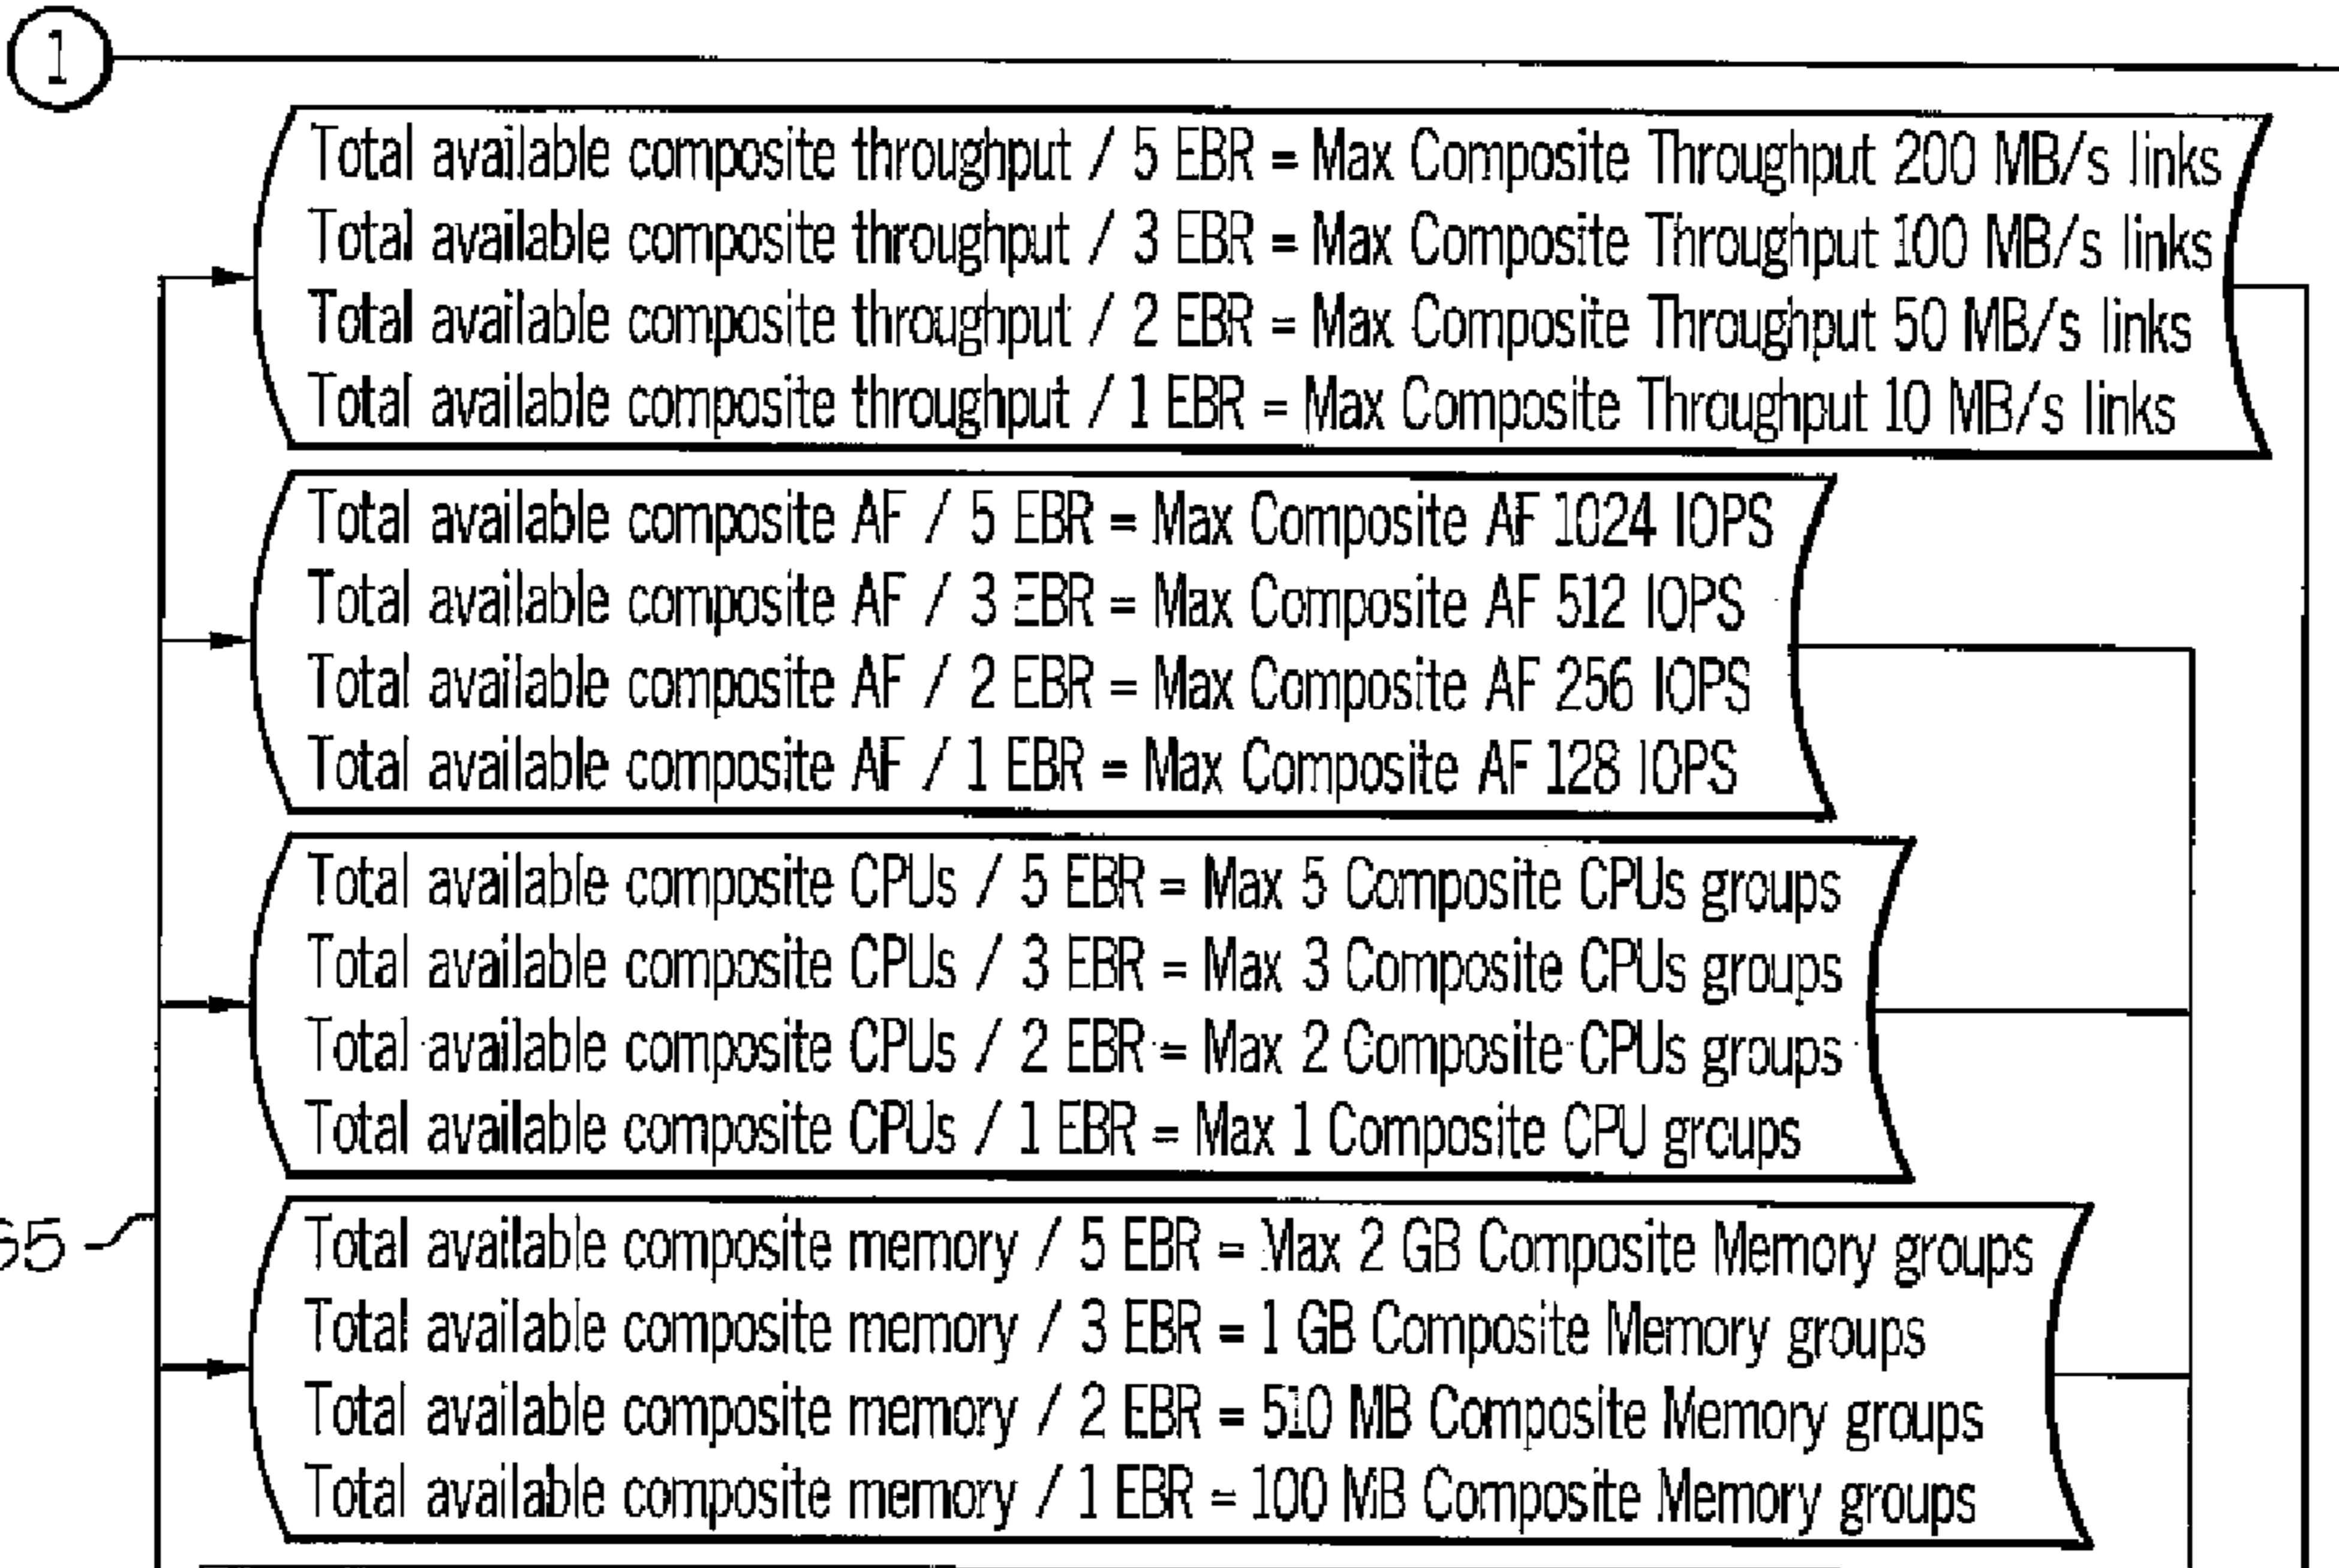 1
Total available composite throughput / 5 EBR = Max Composite Throughput 200 MB/s links
Total available composite throughput / 3 EBR = Max Composite Throughput 100 MB/s links
Total available composite throughput / 2 EBR = Max Composite Throughput 50 MB/s links
Total available composite throughput / 1 EBR = Max Composite Throughput 10 MB/s links
Total available composite AF / 5 EBR = Max Composite AF 1024 IOPS
Total available composite AF / 3 EBR = Max Composite AF 512 IOPS
Total available composite AF / 2 EBR = Max Composite AF 256 IOPS
Total available composite AF / 1 EBR = Max Composite AF 128 IOPS
Total available composite CPUs / 5 EBR = Max 5 Composite CPUs groups
Total available composite CPUs / 3 EBR = Max 3 Composite CPUs groups
Total available composite CPUs / 2 EBR = Max 2 Composite CPUs groups
Total available composite CPUs / 1 EBR = Max 1 Composite CPU groups
Total available composite memory / 5 EBR = Max 2 GB Composite Memory groups
Total available composite memory / 3 EBR = 1 GB Composite Memory groups
Total available composite memory / 2 EBR = 510 MB Composite Memory groups
Total available composite memory / 1 EBR = 100 MB Composite Memory groups